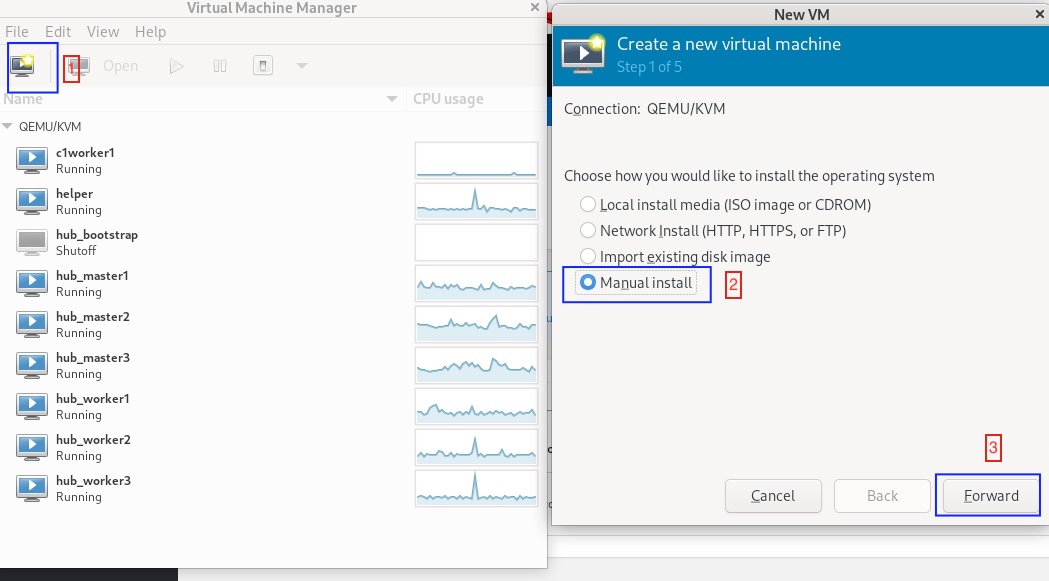 Virtual Machine Manager
File Edit View Help
1 Open
Name CPU usage
QEMU/KVM
c1worker1
Running
helper
Running
hub_bootstrap
Shutoff
hub_master1
Running
hub_master2
Running
hub_master3
Running
hub_worker1
Running
hub_worker2
Running
hub_worker3
Running
New VM
Create a new virtual machine
Step 1 of 5
Connection: QEMU/KVM
Choose how you would like to install the operating system
Local install media (ISO image or CDROM)
Network Install (HTTP, HTTPS, or FTP)
Import existing disk image
Manual install 2
3
Cancel Back Forward